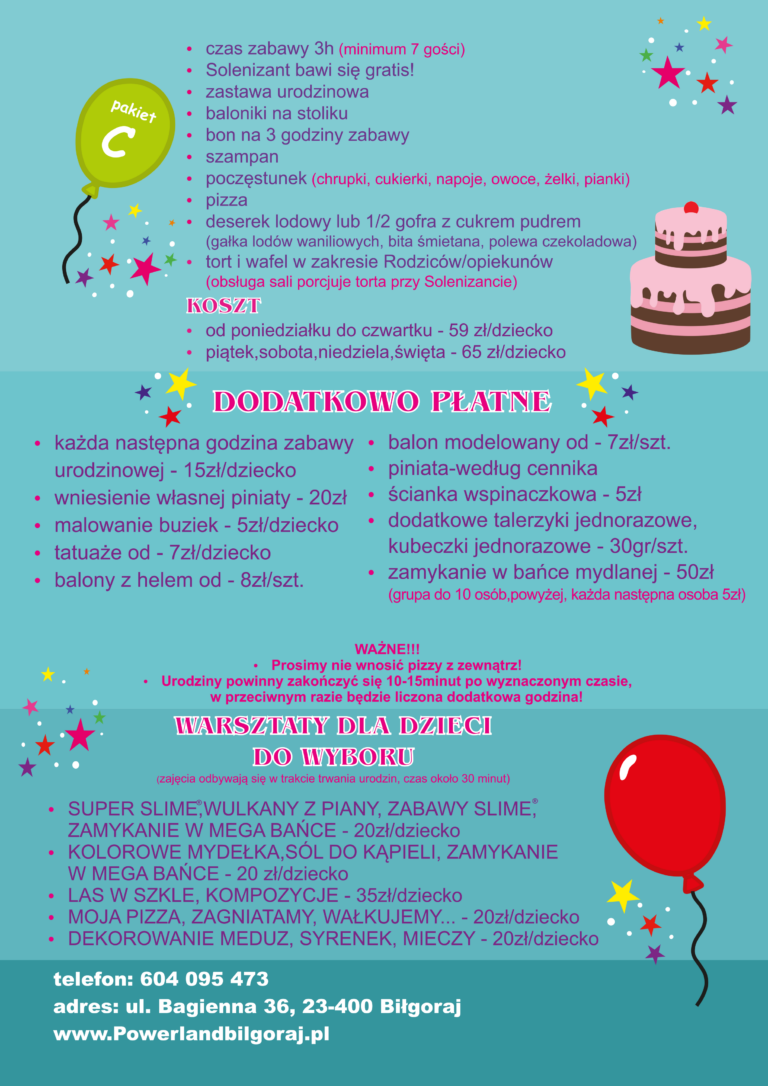 pakiet
C
• czas zabawy 3h (minimum 7 gości)
• Solenizant bawi się gratis!
• zastawa urodzinowa
• baloniki na stoliku
• bon na 3 godziny zabawy
• szampan
• poczęstunek (chrupki, cukierki, napoje, owoce, żelki, pianki)
• pizza
• deserek lodowy lub 1/2 gofra z cukrem pudrem
(gałka lodów waniliowych, bita śmietana, polewa czekoladowa)
• tort i wafel w zakresie Rodziców/opiekunów
(obsługa sali porcjuje torta przy Solenizancie)
KOSZT
• od poniedziałku do czwartku - 59 zł/dziecko
• piątek,sobota,niedziela,święta - 65 zł/dziecko
DODATKOWO PŁATNE
• każda następna godzina zabawy
urodzinowej - 15zł/dziecko
• wniesienie własnej piniaty - 20zł
• malowanie buziek - 5zł/dziecko
• tatuaże od - 7zł/dziecko
• balony z helem od - 8zł/szt.
• balon modelowany od - 7zł/szt.
• piniata-według cennika
• ścianka wspinaczkowa - 5zł
• dodatkowe talerzyki jednorazowe,
kubeczki jednorazowe - 30gr/szt.
• zamykanie w bańce mydlanej - 50zł
(grupa do 10 osób,powyżej, każda następna osoba 5zł)
WAŻNE!!!
• Prosimy nie wnosić pizzy z zewnątrz!
• Urodziny powinny zakończyć się 10-15minut po wyznaczonym czasie,
w przeciwnym razie będzie liczona dodatkowa godzina!
WARSZTATY DLA DZIECI
DO WYBORU
(zajęcia odbywają się w trakcie trwania urodzin, czas około 30 minut)
• SUPER SLIME®,WULKANY Z PIANY, ZABAWY SLIME®,
ZAMYKANIE W MEGA BAŃCE - 20zł/dziecko
• KOLOROWE MYDEŁKA,SÓL DO KĄPIELI, ZAMYKANIE
W MEGA BAŃCE - 20 zł/dziecko
• LAS W SZKLE, KOMPOZYCJE - 35zł/dziecko
• MOJA PIZZA, ZAGNIATAMY, WAŁKUJEMY... - 20zł/dziecko
• DEKOROWANIE MEDUZ, SYRENEK, MIECZY - 20zł/dziecko
telefon: 604 095 473
adres: ul. Bagienna 36, 23-400 Biłgoraj
www.Powerlandbilgoraj.pl